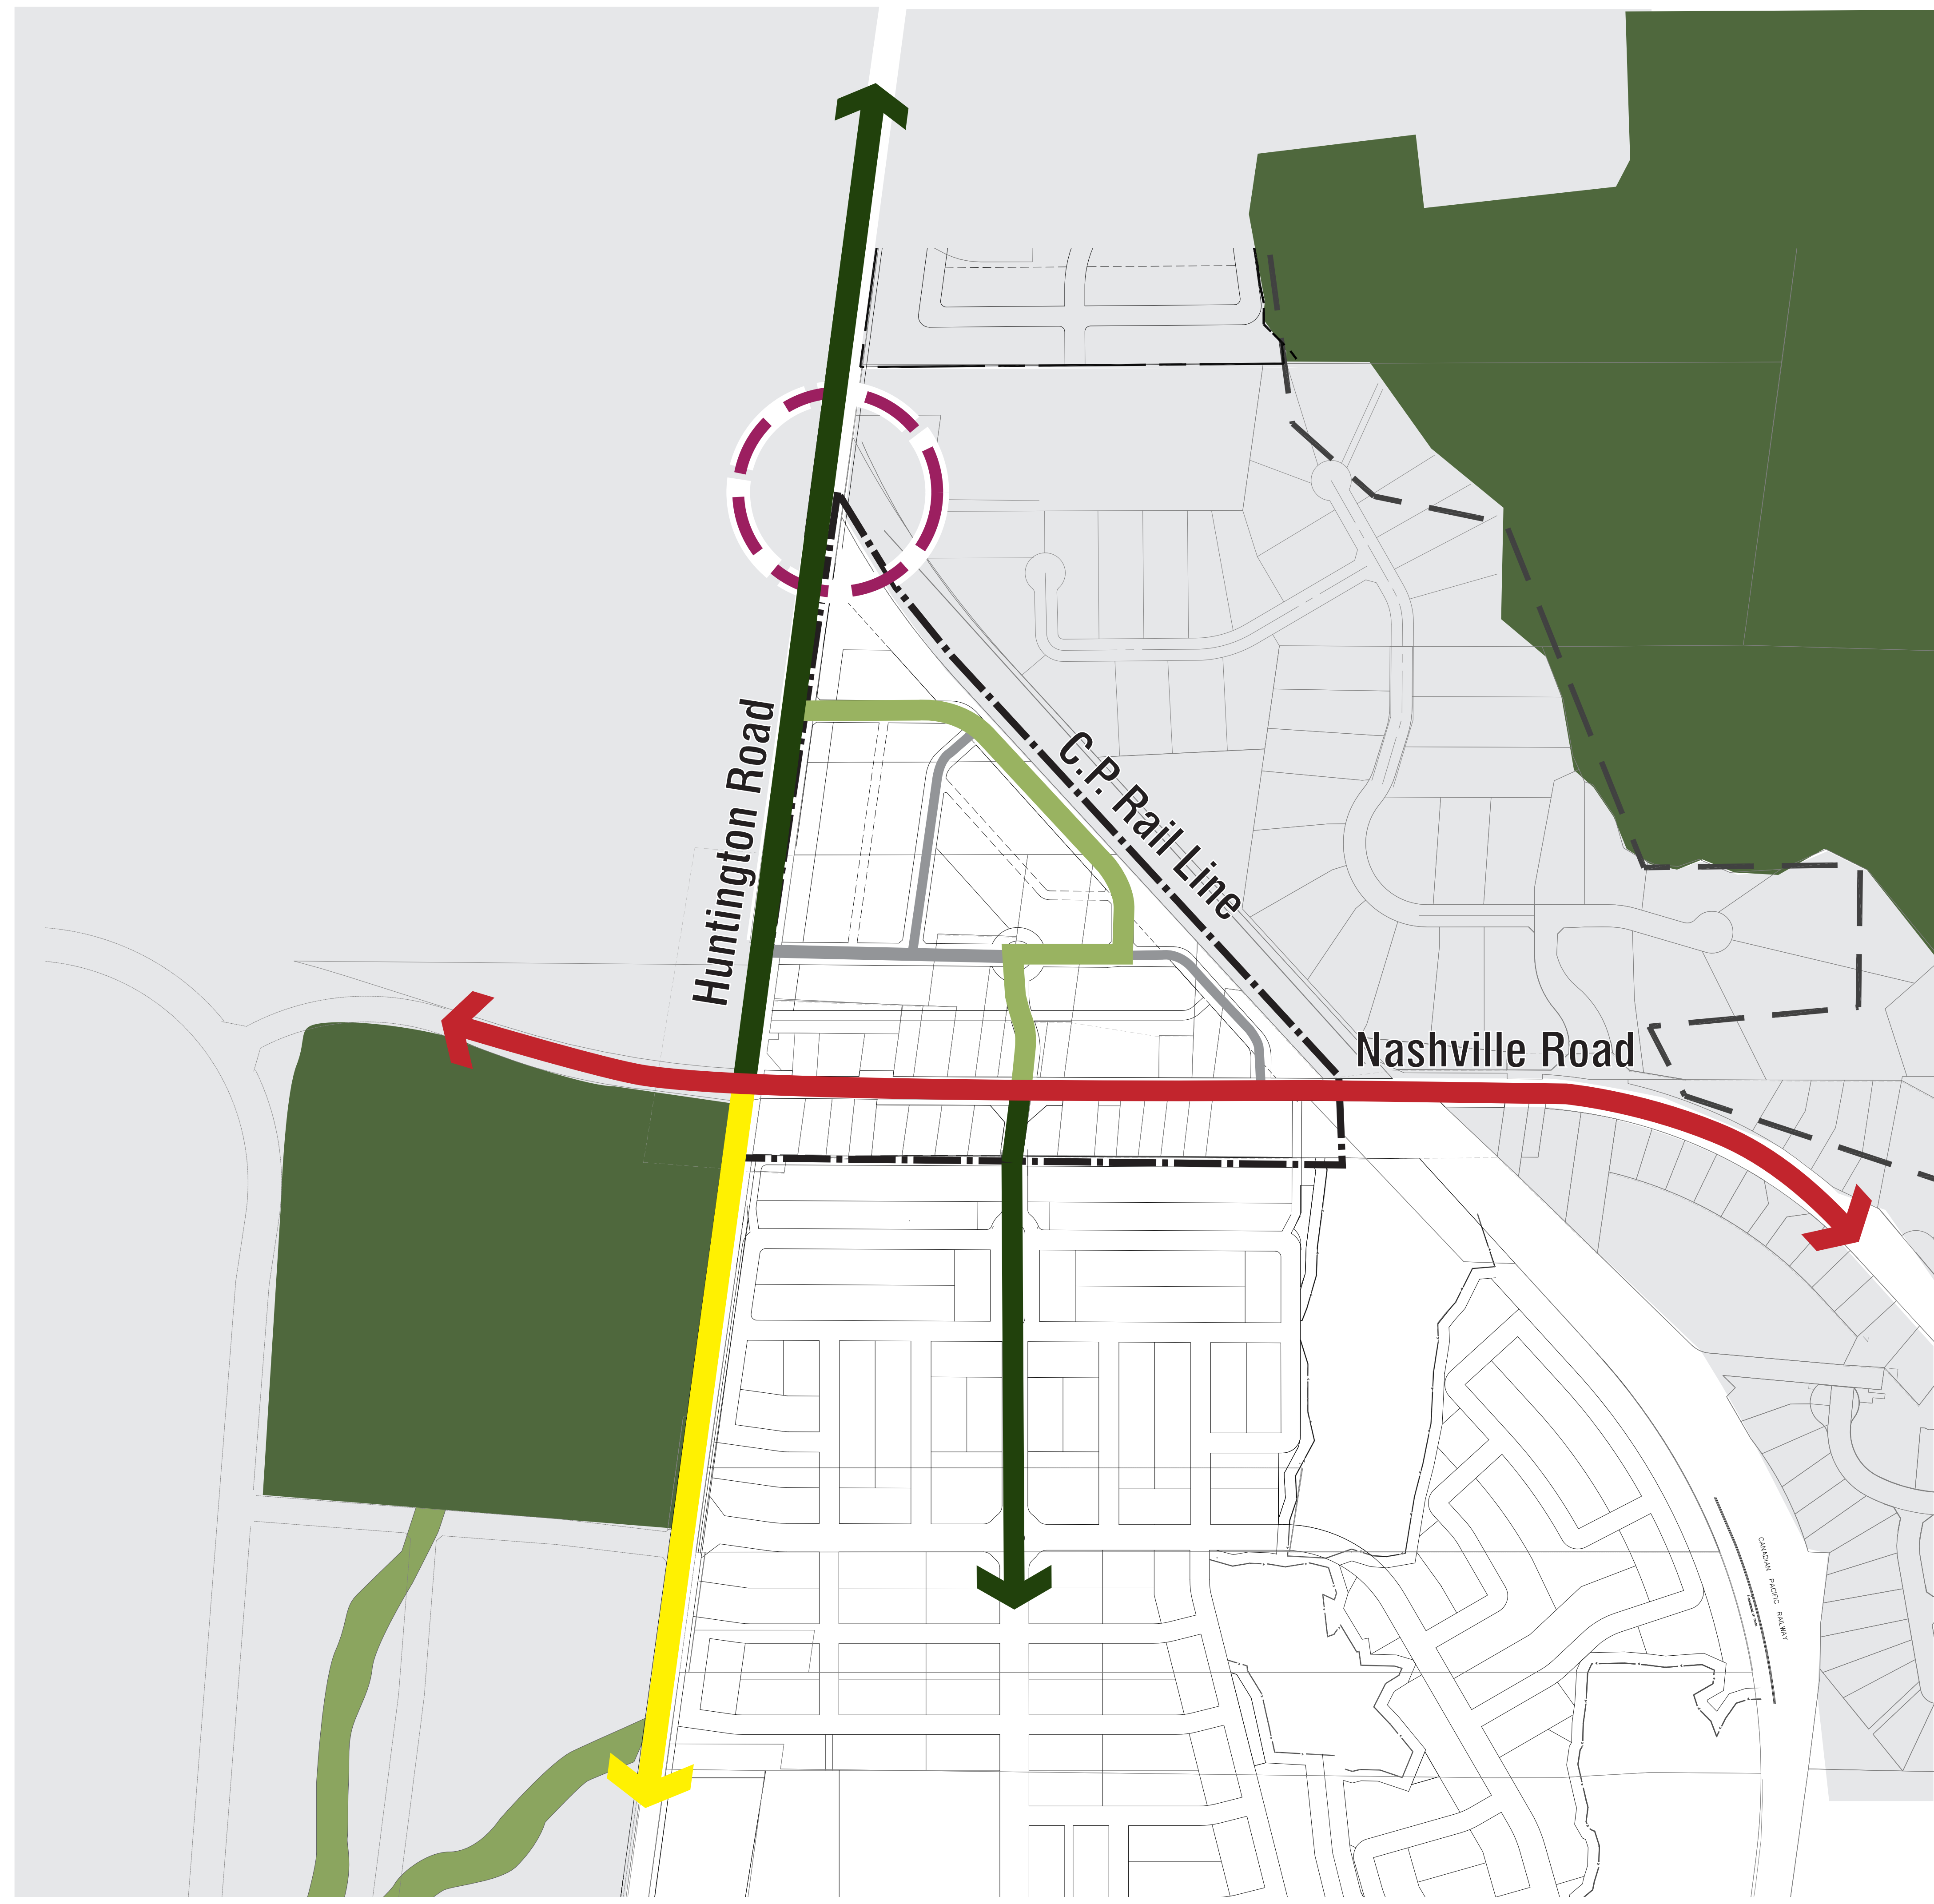 Huntington Road
C.P. Rail Line
Nashville Road
CANADIAN PACIFIC RAILWAY